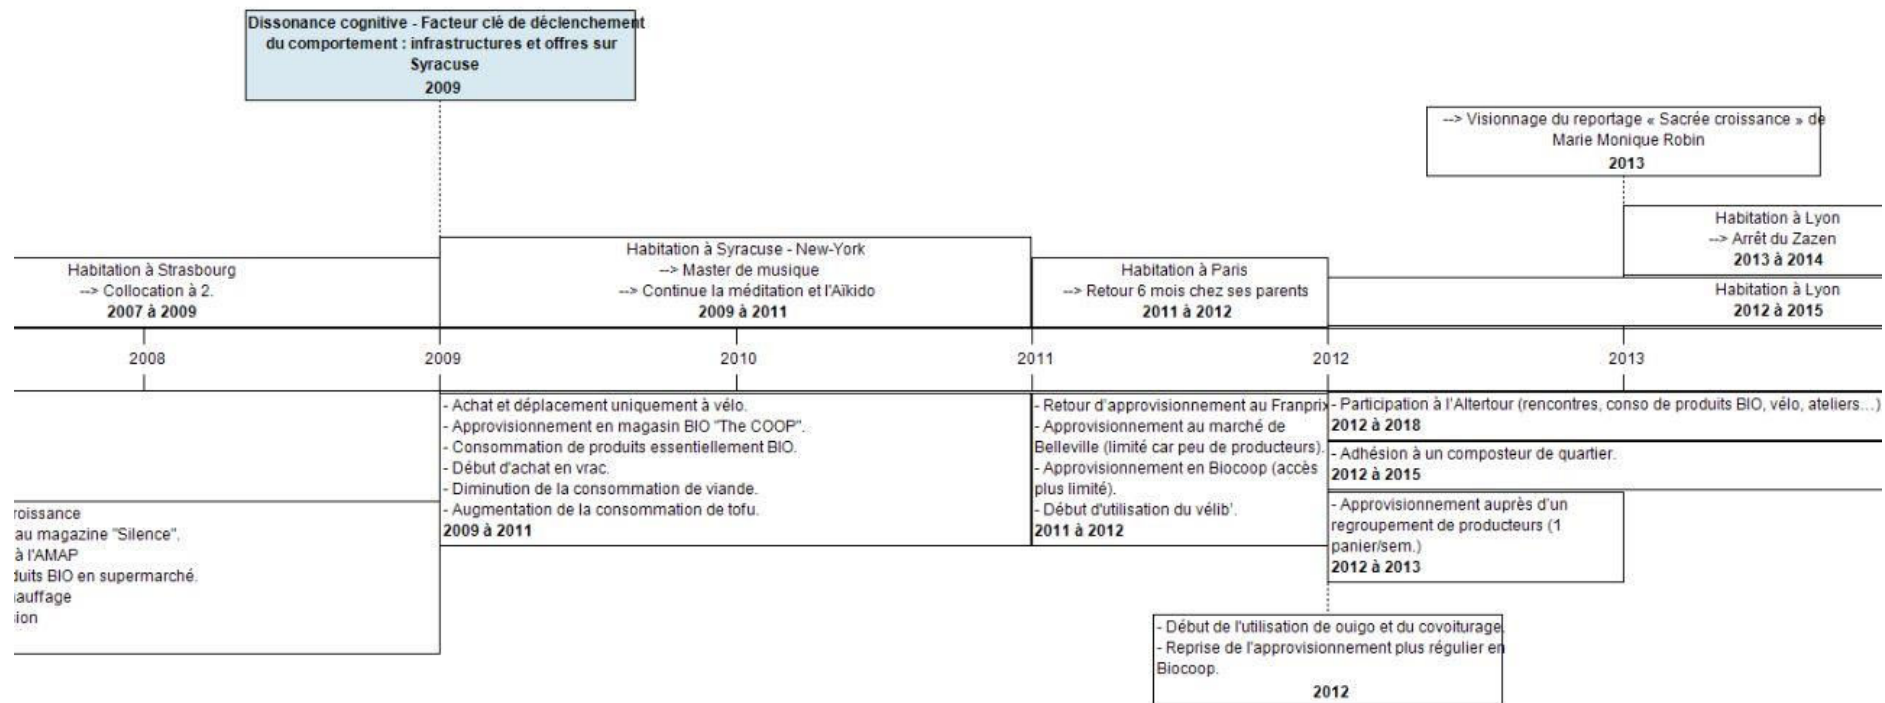 Dissonance cognitive - Facteur clé de déclenchement
du comportement : infrastructures et offres sur
Syracuse
2009
--> Visionnage du reportage « Sacrée croissance » de
Marie Monique Robin
2013
Habitation à Strasbourg
--> Collocation à 2.
2007 à 2009
Habitation à Syracuse - New-York
--> Master de musique
--> Continue la méditation et l'Aïkido
2009 à 2011
Habitation à Paris
--> Retour 6 mois chez ses parents
2011 à 2012
Habitation à Lyon
--> Arrêt du Zazen
2013 à 2014
Habitation à Lyon
2012 à 2015
2008 2009 2010 2011 2012 2013
roissance
au magazine "Silence".
à l'AMAP
duits BIO en supermarché.
auffage
sion
- Achat et déplacement uniquement à vélo.
- Approvisionnement en magasin BIO "The COOP".
- Consommation de produits essentiellement BIO.
- Début d'achat en vrac.
- Diminution de la consommation de viande.
- Augmentation de la consommation de tofu.
2009 à 2011
- Retour d'approvisionnement au Franprix
- Approvisionnement au marché de
Belleville (limité car peu de producteurs).
- Approvisionnement en Biocoop (accès
plus limité).
- Début d'utilisation du vélib'.
2011 à 2012
- Participation à l'Altertour (rencontres, conso de produits BIO, vélo, ateliers…)
2012 à 2018
- Adhésion à un composteur de quartier.
2012 à 2015
- Approvisionnement auprès d'un
regroupement de producteurs (1
panier/sem.)
2012 à 2013
- Début de l'utilisation de ouigo et du covoiturage.
- Reprise de l'approvisionnement plus régulier en
Biocoop.
2012